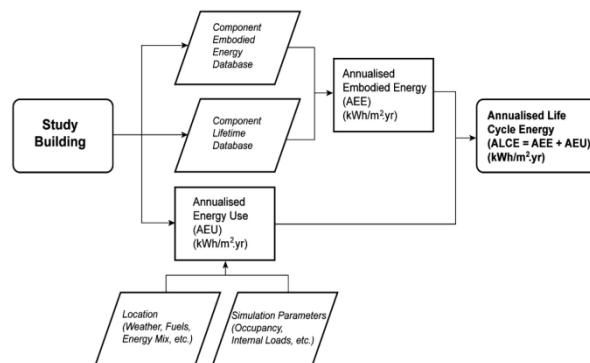 Component
Embodied
Energy
Database
Annualised
Embodied Energy
(AEE)
(kWh/m².yr)
Study
Building
Component
Lifetime
Database
Annualised Life
Cycle Energy
(ALCE = AEE + AEU)
(kWh/m².yr)
Annualised
Energy Use
(AEU)
(kWh/m².yr)
Location
(Weather, Fuels,
Energy Mix, etc.)
Simulation Parameters
(Occupancy,
Internal Loads, etc.)